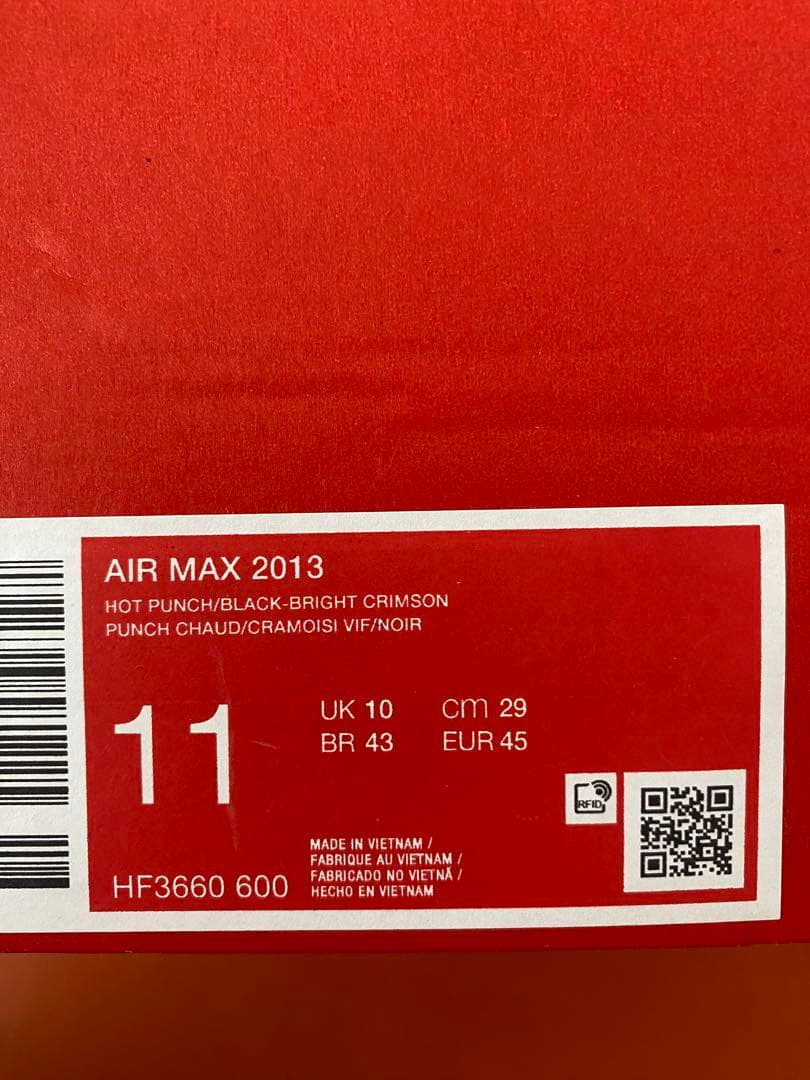 AIR MAX 2013
HOT PUNCH/BLACK-BRIGHT CRIMSON
PUNCH CHAUD/CRAMOISI VIF/NOIR
11
UK 10 cm 29
BR 43 EUR 45
RFID
HF3660 600
MADE IN VIETNAM /
FABRIQUE AU VIETNAM /
FABRICADO NO VIETNÃ /
HECHO EN VIETNAM